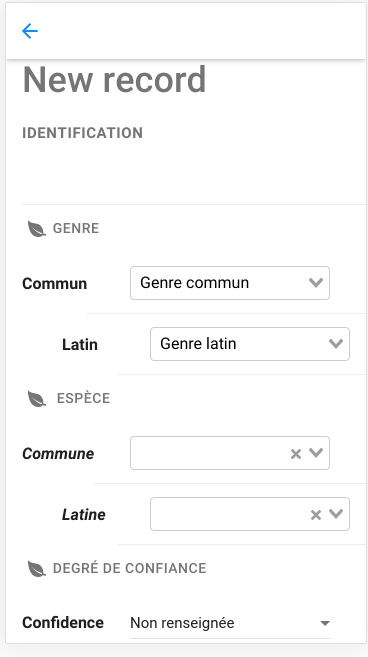 New record
IDENTIFICATION
GENRE
Commun Genre commun
Latin Genre latin
ESPÈCE
Commune
Latine
DEGRÉ DE CONFIANCE
Confidence Non renseignée